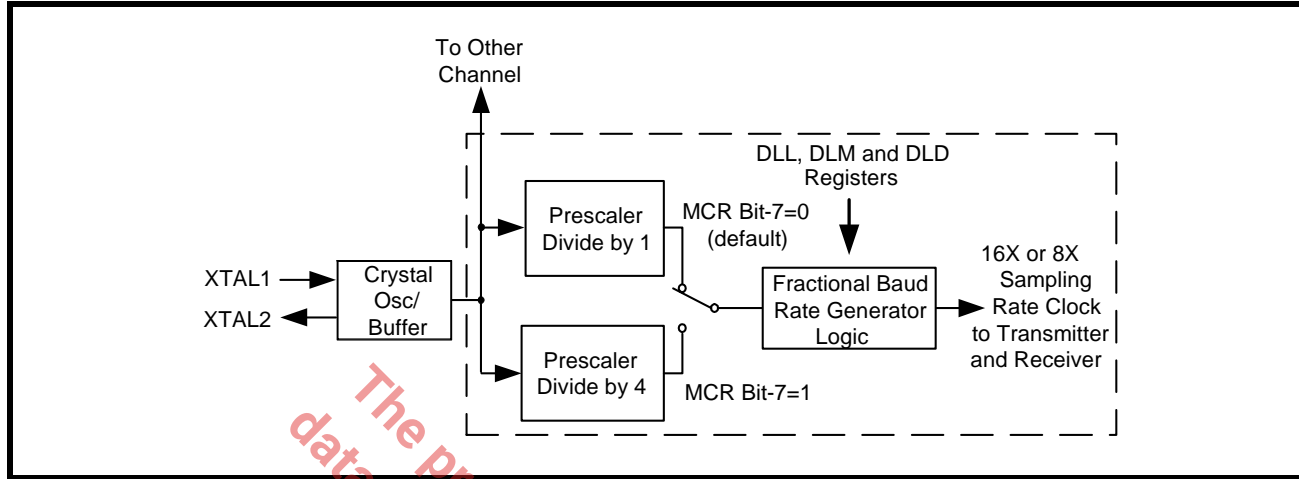 To Other
Channel
DLL, DLM and DLD
Registers
Prescaler
Divide by 1
MCR Bit-7=0
(default)
XTAL1
XTAL2
Crystal
Osc/
Buffer
Fractional Baud
Rate Generator
Logic
16X or 8X
Sampling
Rate Clock
to Transmitter
and Receiver
Prescaler
Divide by 4
MCR Bit-7=1
The